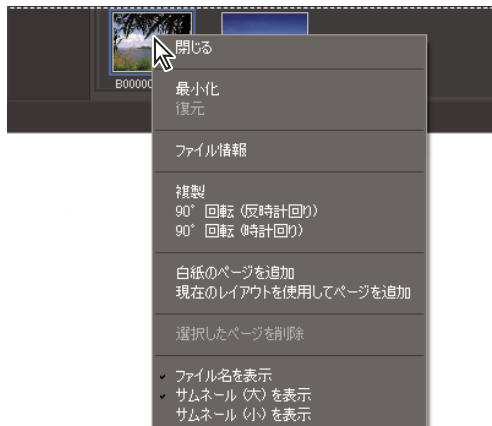 B00000
閉じる
最小化
復元
ファイル情報
複製
90° 回転 (反時計回り)
90° 回転 (時計回り)
白紙のページを追加
現在のレイアウトを使用してページを追加
選択したページを削除
ファイル名を表示
サムネール (大) を表示
サムネール (小) を表示